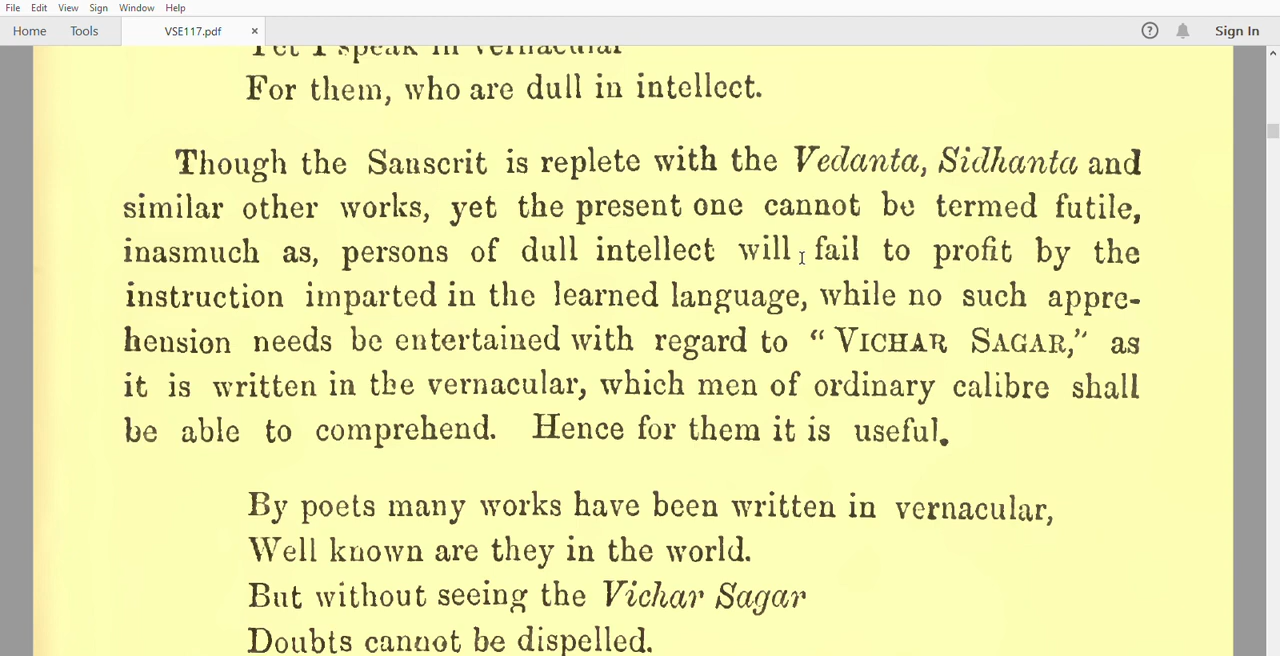 File Edit View Sign Window Help
Home Tools VSE117.pdf × ? Sign In
Yet I speak in vernacular
For them, who are dull in intellect.
Though the Sanscrit is replete with the Vedanta, Sidhanta and
similar other works, yet the present one cannot be termed futile,
inasmuch as, persons of dull intellect will fail to profit by the
instruction imparted in the learned language, while no such appre-
hension needs be entertained with regard to “VICHAR SAGAR,” as
it is written in the vernacular, which men of ordinary calibre shall
be able to comprehend. Hence for them it is useful.
By poets many works have been written in vernacular,
Well known are they in the world.
But without seeing the Vichar Sagar
Doubts cannot be dispelled.